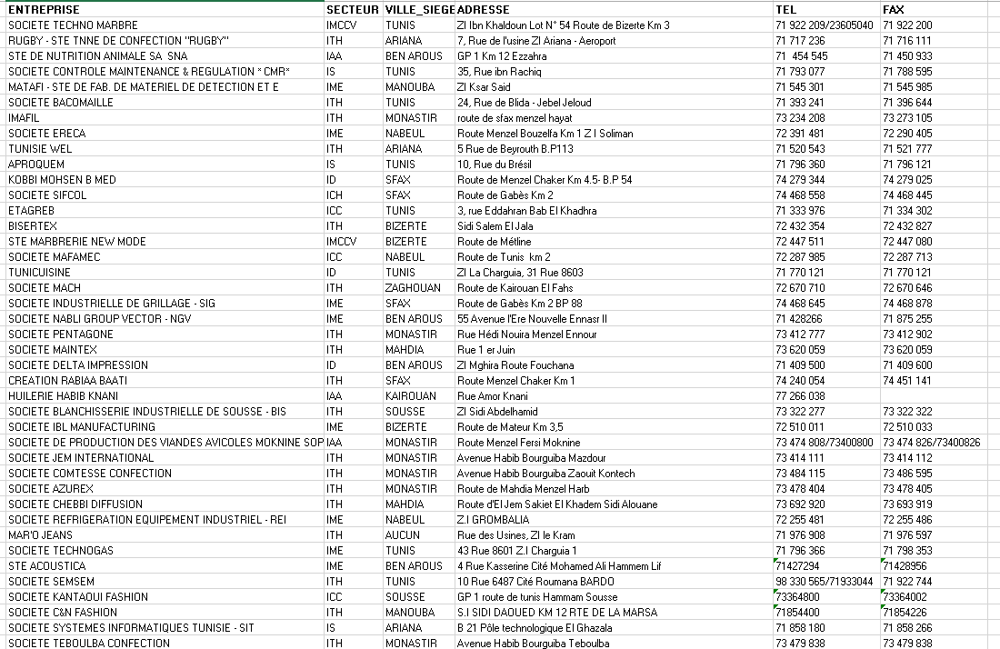 ENTREPRISE SECTEUR VILLE_SIEGE ADRESSE TEL FAX
SOCIETE TECHNO MARBRE IMCCV TUNIS ZI Ibn Khaldoun Lot N° 54 Route de Bizerte Km 3 71 922 209/23605040 71 922 200
RUGBY - STE TNNE DE CONFECTION "RUGBY" ITH ARIANA 7, Rue de l'usine ZI Ariana - Aeroport 71 717 236 71 716 111
STE DE NUTRITION ANIMALE SA SNA IAA BEN AROUS GP 1 Km 12 Ezzahra 71 454 545 71 450 933
SOCIETE CONTROLE MAINTENANCE & REGULATION * CMR* IS TUNIS 35, Rue ibn Rachiq 71 793 077 71 788 595
MATAFI - STE DE FAB. DE MATERIEL DE DETECTION ET E IME MANOUBA ZI Ksar Said 71 545 301 71 545 985
SOCIETE BACOMAILLE ITH TUNIS 24, Rue de Blida - Jebel Jeloud 71 393 241 71 396 644
IMAFIL ITH MONASTIR route de sfax menzel hayat 73 234 208 73 273 105
SOCIETE ERECA IME NABEUL Route Menzel Bouzelfa Km 1 Z I Soliman 72 391 481 72 290 405
TUNISIE WEL ITH ARIANA 5 Rue de Beyrouth B.P113 71 520 543 71 521 777
APROQUEM IS TUNIS 10, Rue du Brésil 71 796 360 71 796 121
KOBBI MOHSEN B MED ID SFAX Route de Menzel Chaker Km 4.5- B.P 54 74 279 344 74 279 025
SOCIETE SIFCOL ICH SFAX Route de Gabès Km 2 74 468 558 74 468 445
ETAGREB ICC TUNIS 3, rue Eddahran Bab El Khadhra 71 333 976 71 334 302
BISERTEX ITH BIZERTE Sidi Salem El Jala 72 432 354 72 432 827
STE MARBRERIE NEW MODE IMCCV BIZERTE Route de Métline 72 447 511 72 447 080
SOCIETE MAFAMEC ICC NABEUL Route de Tunis km 2 72 287 985 72 287 713
TUNICUISINE ID TUNIS ZI La Charguia, 31 Rue 8603 71 770 121 71 770 121
SOCIETE MACH ITH ZAGHOUAN Route de Kairouan El Fahs 72 670 710 72 670 646
SOCIETE INDUSTRIELLE DE GRILLAGE - SIG IME SFAX Route de Gabès Km 2 BP 88 74 468 645 74 468 878
SOCIETE NABLI GROUP VECTOR - NGV IME BEN AROUS 55 Avenue l'Ere Nouvelle Ennasr II 71 428266 71 875 255
SOCIETE PENTAGONE ITH MONASTIR Rue Hédi Nouira Menzel Ennour 73 412 777 73 412 902
SOCIETE MAINTEX ITH MAHDIA Rue 1 er Juin 73 620 059 73 620 059
SOCIETE DELTA IMPRESSION ID BEN AROUS ZI Mghira Route Fouchana 71 409 500 71 409 600
CREATION RABIAA BAATI ITH SFAX Route Menzel Chaker Km 1 74 240 054 74 451 141
HUILERIE HABIB KNANI IAA KAIROUAN Rue Amor Knani 77 266 038
SOCIETE BLANCHISSERIE INDUSTRIELLE DE SOUSSE - BIS ITH SOUSSE ZI Sidi Abdelhamid 73 322 277 73 322 322
SOCIETE IBL MANUFACTURING IME BIZERTE Route de Mateur Km 3,5 72 510 011 72 510 033
SOCIETE DE PRODUCTION DES VIANDES AVICOLES MOKNINE SOP IAA MONASTIR Route Menzel Fersi Moknine 73 474 808/73400800 73 474 826/73400826
SOCIETE JEM INTERNATIONAL ITH MONASTIR Avenue Habib Bourguiba Mazdour 73 414 111 73 414 112
SOCIETE COMTESSE CONFECTION ITH MONASTIR Avenue Habib Bourguiba Zaouit Kontech 73 484 115 73 486 595
SOCIETE AZUREX ITH MONASTIR Route de Mahdia Menzel Harb 73 478 404 73 478 405
SOCIETE CHEBBI DIFFUSION ITH MAHDIA Route d'El Jem Sakiet El Khadem Sidi Alouane 73 692 920 73 693 919
SOCIETE REFRIGERATION EQUIPEMENT INDUSTRIEL - REI IME NABEUL Z.I GROMBALIA 72 255 481 72 255 486
MAR'O JEANS ITH AUCUN Rue des Usines, ZI le Kram 71 976 908 71 976 597
SOCIETE TECHNOGAS IME TUNIS 43 Rue 8601 Z.I Charguia 1 71 796 366 71 798 353
STE ACOUSTICA IME BEN AROUS 4 Rue Kasserine Cité Mohamed Ali Hammem Lif 71427294 71428956
SOCIETE SEMSEM ITH TUNIS 10 Rue 6487 Cité Roumana BARDO 98 330 565/71933044 71 922 744
SOCIETE KANTAOUI FASHION ICC SOUSSE GP 1 route de tunis Hammam Sousse 73364800 73364002
SOCIETE C&N FASHION ITH MANOUBA S.I SIDI DAOUED KM 12 RTE DE LA MARSA 71854400 71854226
SOCIETE SYSTEMES INFORMATIQUES TUNISIE - SIT IS ARIANA B 21 Pôle technologique El Ghazala 71 858 180 71 858 266
SOCIETE TEBOULBA CONFECTION ITH MONASTIR Avenue Habib Bourguiba Teboulba 73 479 838 73 479 838